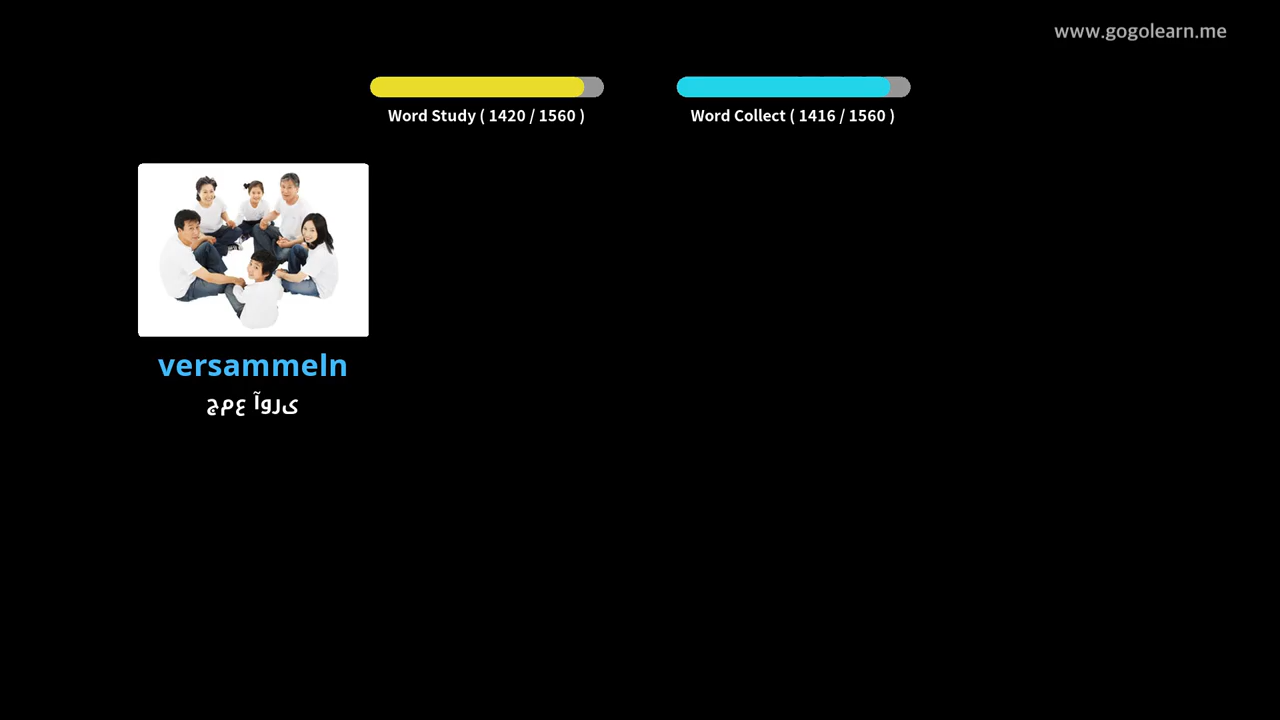 www.gogolearn.me
Word Study ( 1420 / 1560 )
Word Collect ( 1416 / 1560 )
versammeln
جمع آوری